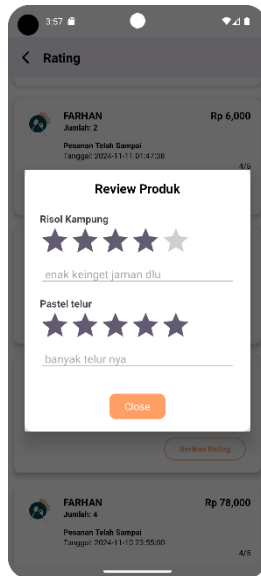 3:57
Rating
FARHAN Rp 6,000
Jumlah: 2
Pesanan Telah Sampai
Tanggal: 2024-11-11 01:47:38
4/5
Review Produk
Risol Kampung
enak keinget jaman dlu
Pastel telur
banyak telur nya
Close
Berikan Rating
FARHAN Rp 78,000
Jumlah: 4
Pesanan Telah Sampai
Tanggal: 2024-11-10 23:55:00
4/5